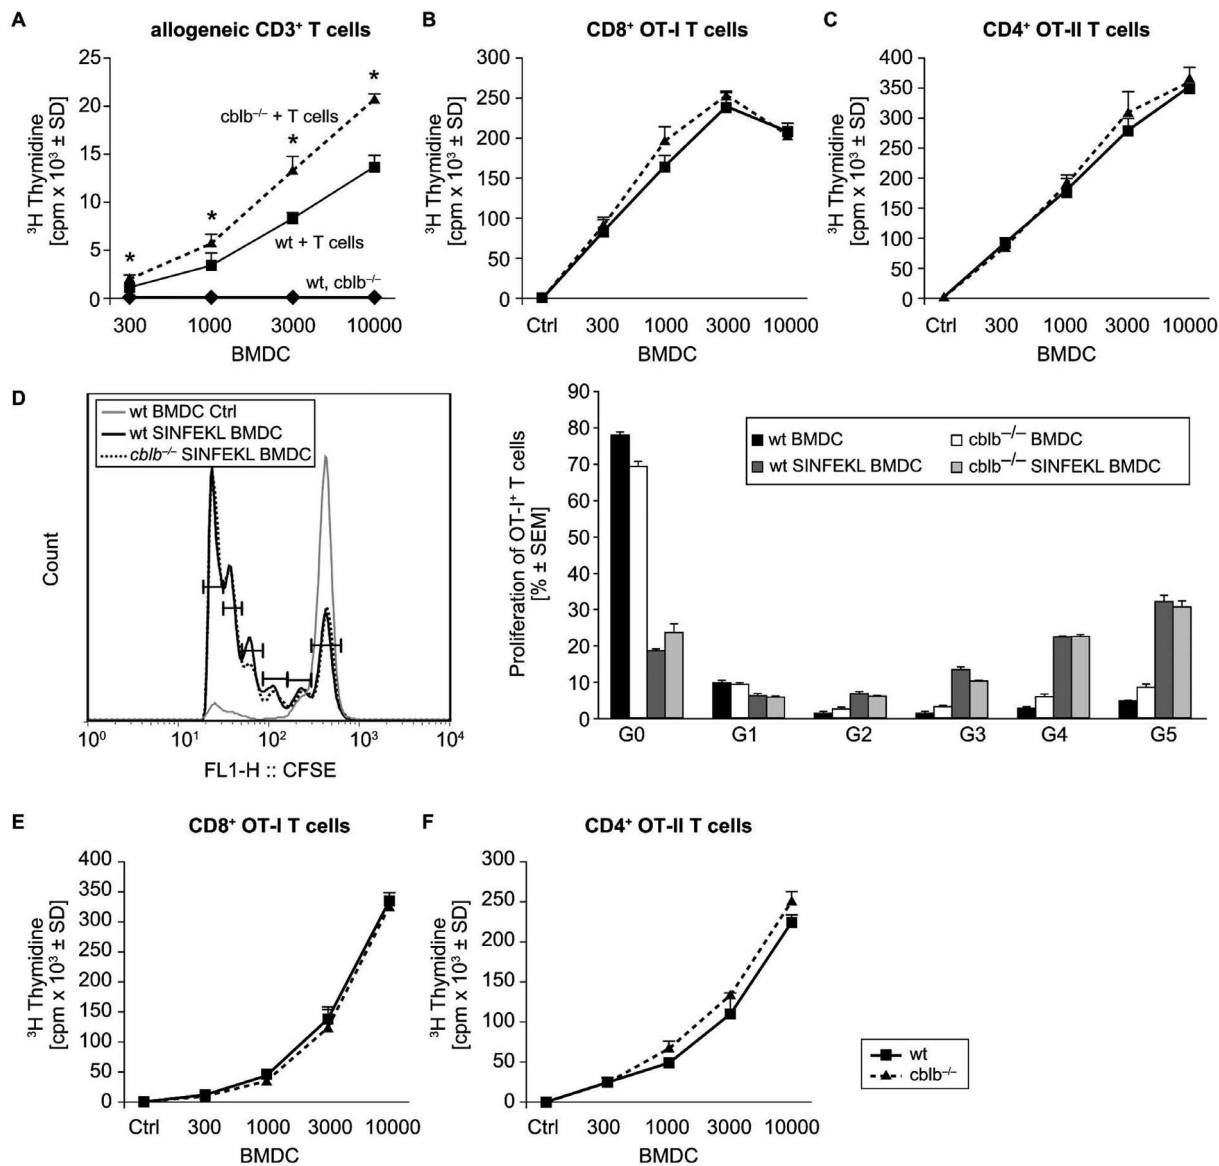 A
allogeneic CD3⁺ T cells
³H Thymidine
[cpm x 10³ ± SD]
25
20
15
10
5
0
*
*
*
*
cblb⁻/⁻ + T cells
wt + T cells
wt, cblb⁻/⁻
300 1000 3000 10000
BMDC
B
CD8⁺ OT-I T cells
³H Thymidine
[cpm x 10³ ± SD]
300
250
200
150
100
50
0
Ctrl 300 1000 3000 10000
BMDC
C
CD4⁺ OT-II T cells
³H Thymidine
[cpm x 10³ ± SD]
400
350
300
250
200
150
100
50
0
Ctrl 300 1000 3000 10000
BMDC
D
wt BMDC Ctrl
wt SINFEKL BMDC
cblb⁻/⁻ SINFEKL BMDC
Count
10⁰ 10¹ 10² 10³ 10⁴
FL1-H :: CFSE
Proliferation of OT-I⁺ T cells
[% ± SEM]
90
80
70
60
50
40
30
20
10
0
wt BMDC
cblb⁻/⁻ BMDC
wt SINFEKL BMDC
cblb⁻/⁻ SINFEKL BMDC
G0 G1 G2 G3 G4 G5
E
CD8⁺ OT-I T cells
³H Thymidine
[cpm x 10³ ± SD]
400
350
300
250
200
150
100
50
0
Ctrl 300 1000 3000 10000
BMDC
F
CD4⁺ OT-II T cells
³H Thymidine
[cpm x 10³ ± SD]
300
250
200
150
100
50
0
Ctrl 300 1000 3000 10000
BMDC
wt
cblb⁻/⁻